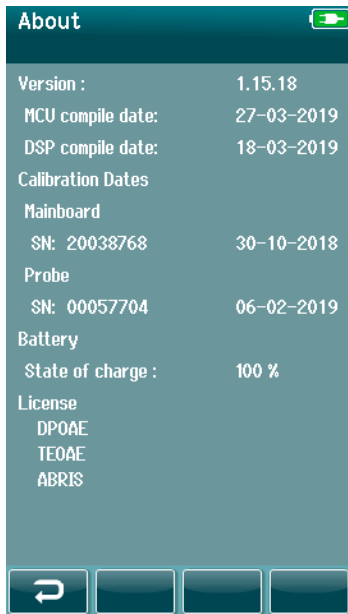 About
Version : 1.15.18
MCU compile date: 27-03-2019
DSP compile date: 18-03-2019
Calibration Dates
Mainboard
SN: 20038768 30-10-2018
Probe
SN: 00057704 06-02-2019
Battery
State of charge : 100 %
License
DPOAE
TEOAE
ABRIS